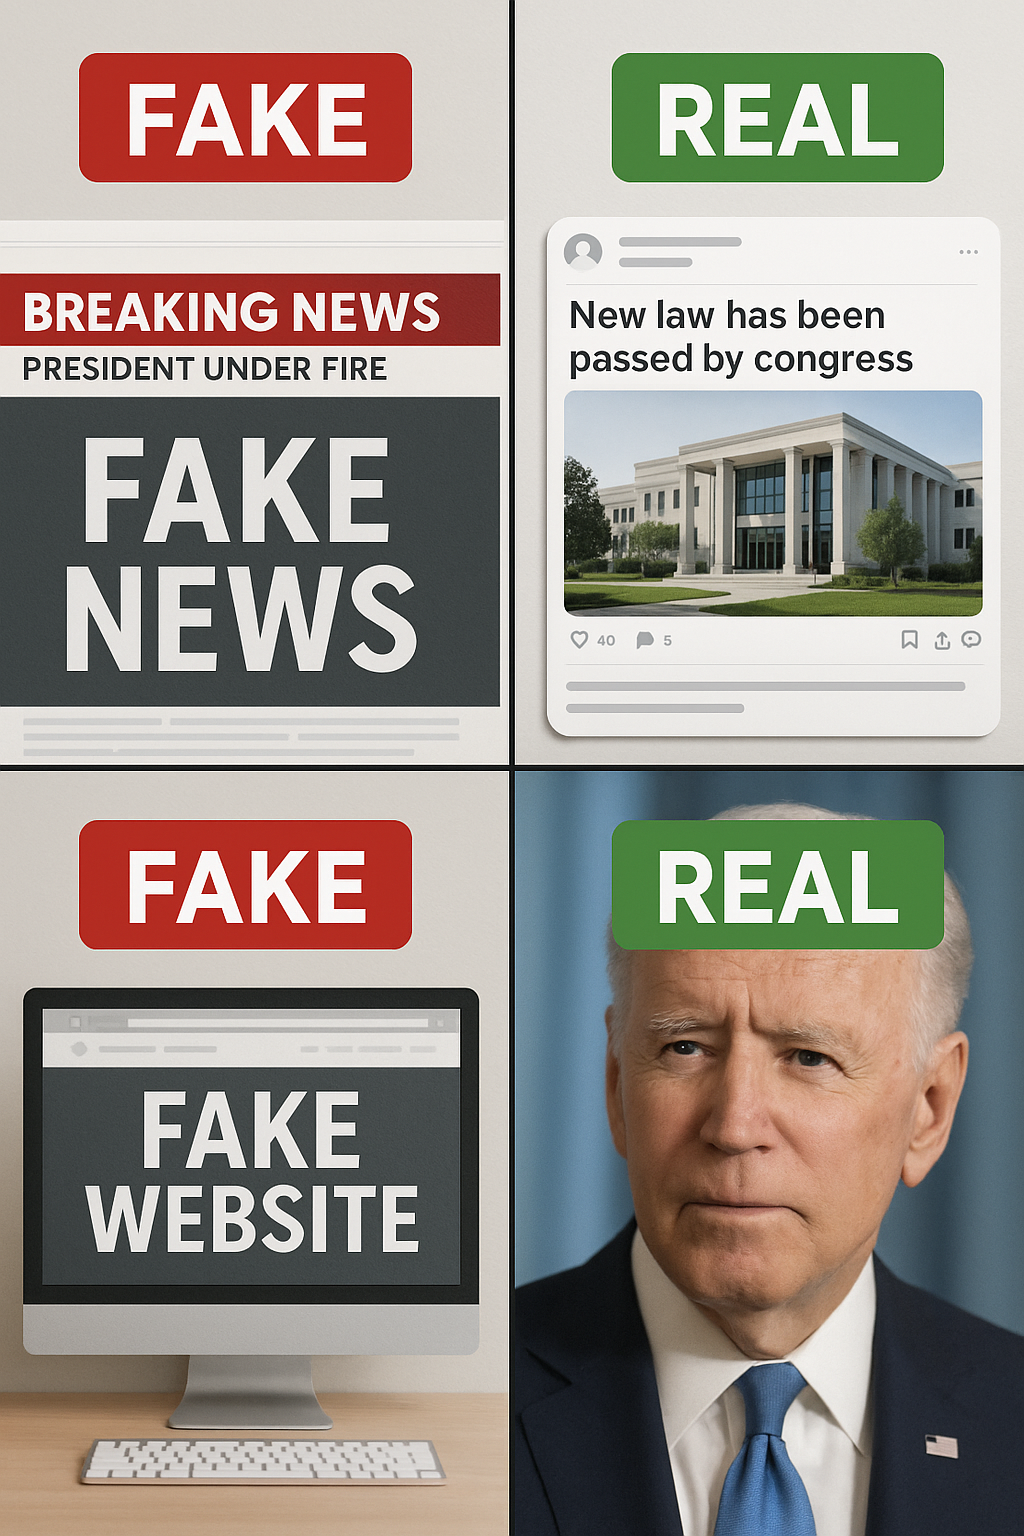 FAKE
BREAKING NEWS
PRESIDENT UNDER FIRE
FAKE
NEWS
REAL
New law has been
passed by congress
40 5
FAKE
FAKE
WEBSITE
REAL